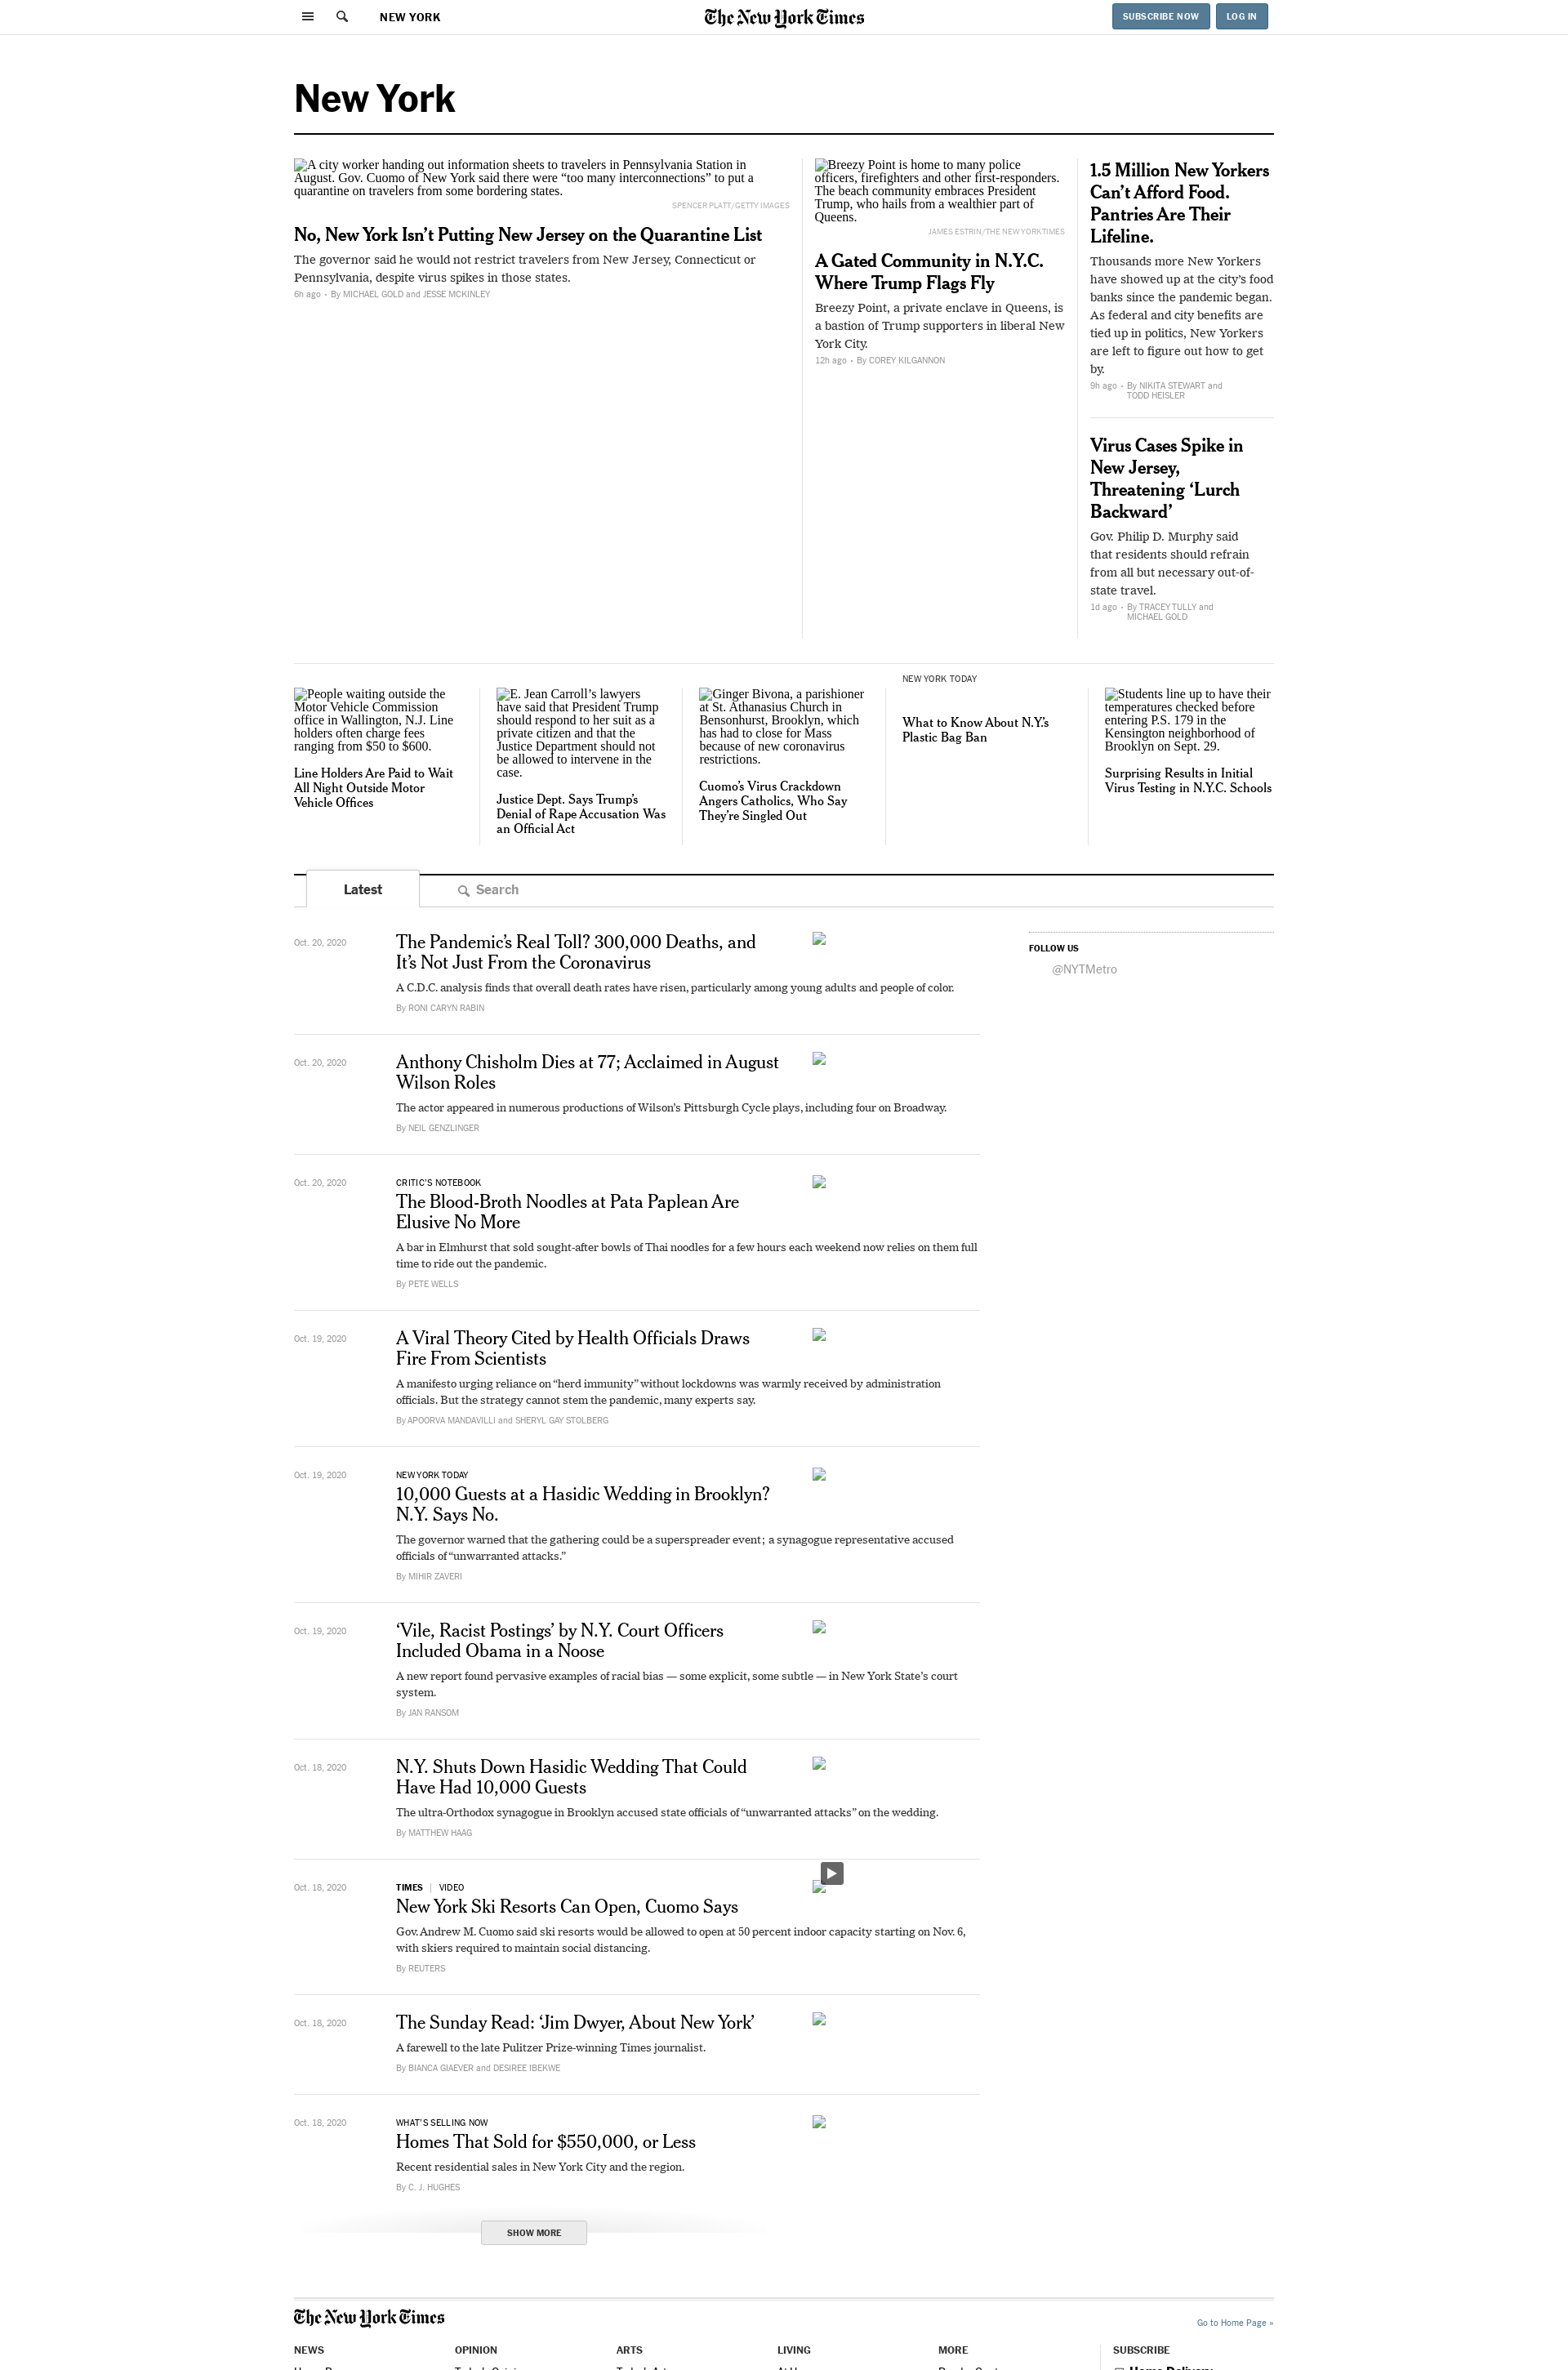 NEW YORK
The New York Times
SUBSCRIBE NOW
LOG IN
New York
A city worker handing out information sheets to travelers in Pennsylvania Station in
August. Gov. Cuomo of New York said there were “too many interconnections” to put a
quarantine on travelers from some bordering states.
SPENCER PLATT/GETTY IMAGES
No, New York Isn’t Putting New Jersey on the Quarantine List
The governor said he would not restrict travelers from New Jersey, Connecticut or
Pennsylvania, despite virus spikes in those states.
6h ago • By MICHAEL GOLD and JESSE MCKINLEY
Breezy Point is home to many police
officers, firefighters and other first-responders.
The beach community embraces President
Trump, who hails from a wealthier part of
Queens.
JAMES ESTRIN/THE NEW YORK TIMES
A Gated Community in N.Y.C.
Where Trump Flags Fly
Breezy Point, a private enclave in Queens, is
a bastion of Trump supporters in liberal New
York City.
12h ago • By COREY KILGANNON
1.5 Million New Yorkers
Can’t Afford Food.
Pantries Are Their
Lifeline.
Thousands more New Yorkers
have showed up at the city’s food
banks since the pandemic began.
As federal and city benefits are
tied up in politics, New Yorkers
are left to figure out how to get
by.
9h ago • By NIKITA STEWART and
TODD HEISLER
Virus Cases Spike in
New Jersey,
Threatening ‘Lurch
Backward’
Gov. Philip D. Murphy said
that residents should refrain
from all but necessary out-of-
state travel.
1d ago • By TRACEY TULLY and
MICHAEL GOLD
People waiting outside the
Motor Vehicle Commission
office in Wallington, N.J. Line
holders often charge fees
ranging from $50 to $600.
Line Holders Are Paid to Wait
All Night Outside Motor
Vehicle Offices
E. Jean Carroll’s lawyers
have said that President Trump
should respond to her suit as a
private citizen and that the
Justice Department should not
be allowed to intervene in the
case.
Justice Dept. Says Trump’s
Denial of Rape Accusation Was
an Official Act
Ginger Bivona, a parishioner
at St. Athanasius Church in
Bensonhurst, Brooklyn, which
has had to close for Mass
because of new coronavirus
restrictions.
Cuomo’s Virus Crackdown
Angers Catholics, Who Say
They’re Singled Out
NEW YORK TODAY
What to Know About N.Y.’s
Plastic Bag Ban
Students line up to have their
temperatures checked before
entering P.S. 179 in the
Kensington neighborhood of
Brooklyn on Sept. 29.
Surprising Results in Initial
Virus Testing in N.Y.C. Schools
Latest
Search
Oct. 20, 2020
The Pandemic’s Real Toll? 300,000 Deaths, and
It’s Not Just From the Coronavirus
A C.D.C. analysis finds that overall death rates have risen, particularly among young adults and people of color.
By RONI CARYN RABIN
FOLLOW US
@NYTMetro
Oct. 20, 2020
Anthony Chisholm Dies at 77; Acclaimed in August
Wilson Roles
The actor appeared in numerous productions of Wilson’s Pittsburgh Cycle plays, including four on Broadway.
By NEIL GENZLINGER
Oct. 20, 2020
CRITIC’S NOTEBOOK
The Blood-Broth Noodles at Pata Paplean Are
Elusive No More
A bar in Elmhurst that sold sought-after bowls of Thai noodles for a few hours each weekend now relies on them full
time to ride out the pandemic.
By PETE WELLS
Oct. 19, 2020
A Viral Theory Cited by Health Officials Draws
Fire From Scientists
A manifesto urging reliance on “herd immunity” without lockdowns was warmly received by administration
officials. But the strategy cannot stem the pandemic, many experts say.
By APOORVA MANDAVILLI and SHERYL GAY STOLBERG
Oct. 19, 2020
NEW YORK TODAY
10,000 Guests at a Hasidic Wedding in Brooklyn?
N.Y. Says No.
The governor warned that the gathering could be a superspreader event; a synagogue representative accused
officials of “unwarranted attacks.”
By MIHIR ZAVERI
Oct. 19, 2020
‘Vile, Racist Postings’ by N.Y. Court Officers
Included Obama in a Noose
A new report found pervasive examples of racial bias — some explicit, some subtle — in New York State’s court
system.
By JAN RANSOM
Oct. 18, 2020
N.Y. Shuts Down Hasidic Wedding That Could
Have Had 10,000 Guests
The ultra-Orthodox synagogue in Brooklyn accused state officials of “unwarranted attacks” on the wedding.
By MATTHEW HAAG
Oct. 18, 2020
TIMES | VIDEO
New York Ski Resorts Can Open, Cuomo Says
Gov. Andrew M. Cuomo said ski resorts would be allowed to open at 50 percent indoor capacity starting on Nov. 6,
with skiers required to maintain social distancing.
By REUTERS
Oct. 18, 2020
The Sunday Read: ‘Jim Dwyer, About New York’
A farewell to the late Pulitzer Prize-winning Times journalist.
By BIANCA GIAEVER and DESIREE IBEKWE
Oct. 18, 2020
WHAT’S SELLING NOW
Homes That Sold for $550,000, or Less
Recent residential sales in New York City and the region.
By C. J. HUGHES
SHOW MORE
The New York Times
Go to Home Page »
NEWS
OPINION
ARTS
LIVING
MORE
SUBSCRIBE